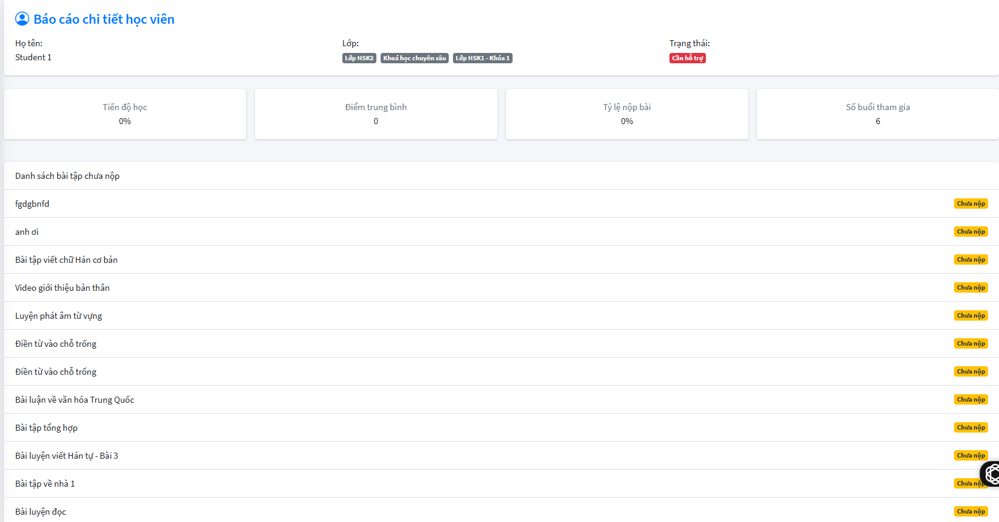 Báo cáo chi tiết học viên
Họ tên:
Student 1
Lớp:
Lớp HSK2 Khoá học chuyên sâu Lớp HSK1 - Khóa 1
Trạng thái:
Cần hỗ trợ
Tiến độ học
0%
Điểm trung bình
0
Tỷ lệ nộp bài
0%
Số buổi tham gia
6
Danh sách bài tập chưa nộp
fgdgbnfd Chưa nộp
anh ơi Chưa nộp
Bài tập viết chữ Hán cơ bản Chưa nộp
Video giới thiệu bản thân Chưa nộp
Luyện phát âm từ vựng Chưa nộp
Điền từ vào chỗ trống Chưa nộp
Điền từ vào chỗ trống Chưa nộp
Bài luận về văn hóa Trung Quốc Chưa nộp
Bài tập tổng hợp Chưa nộp
Bài luyện viết Hán tự - Bài 3 Chưa nộp
Bài tập về nhà 1 Chưa nộp
Bài luyện đọc Chưa nộp